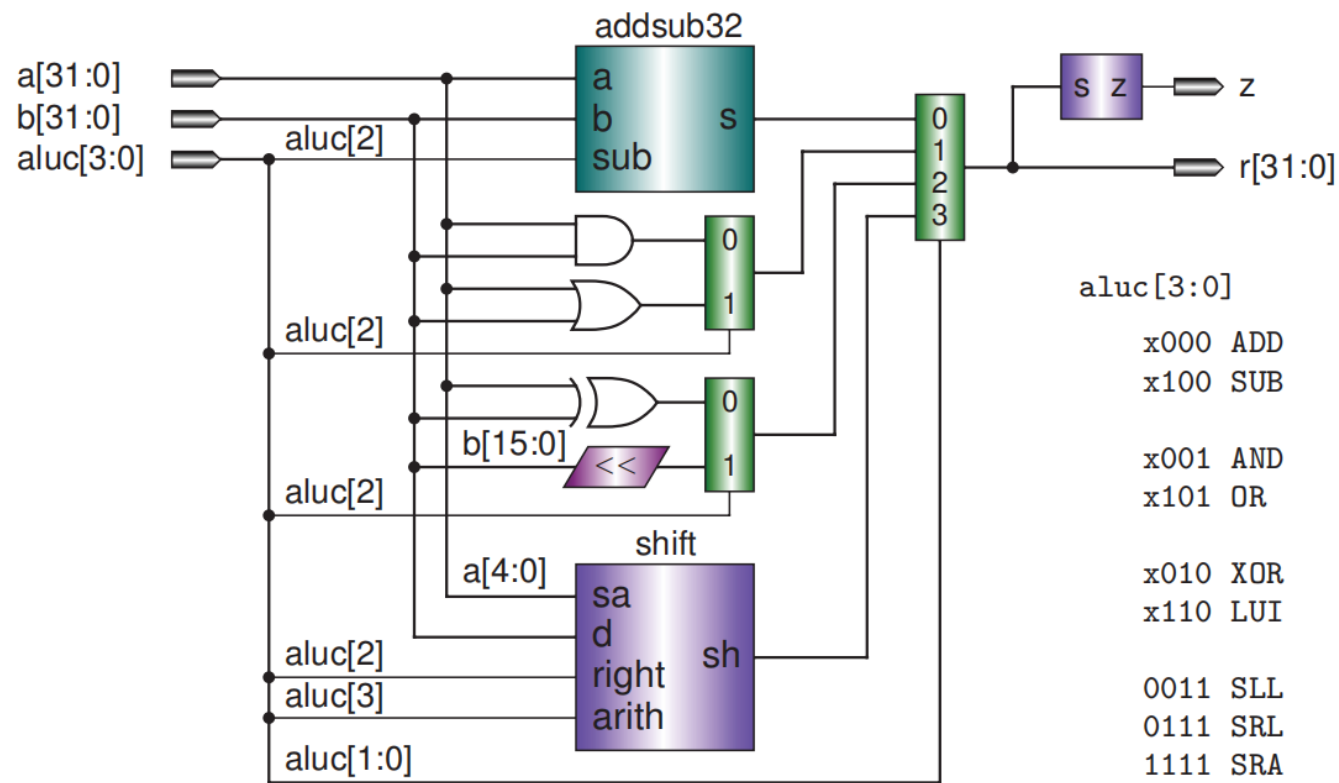 addsub32
a[31:0]
b[31:0]
aluc[3:0]
aluc[2]
a
b
sub
s
0
1
2
3
s z
z
r[31:0]
0
1
aluc[2]
0
1
b[15:0]
<<
aluc[2]
shift
a[4:0]
sa
d
right
arith
sh
aluc[2]
aluc[3]
aluc[1:0]
aluc[3:0]
x000 ADD
x100 SUB
x001 AND
x101 OR
x010 XOR
x110 LUI
0011 SLL
0111 SRL
1111 SRA